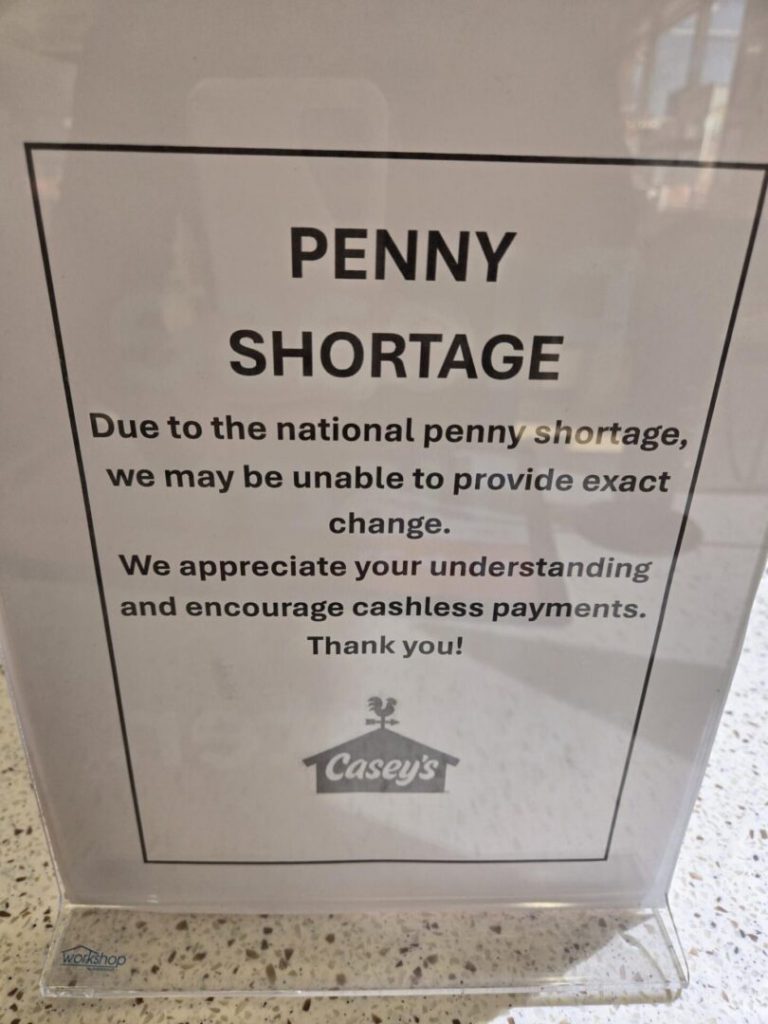 PENNY
SHORTAGE
Due to the national penny shortage,
we may be unable to provide exact
change.
We appreciate your understanding
and encourage cashless payments.
Thank you!
Casey's
workshop